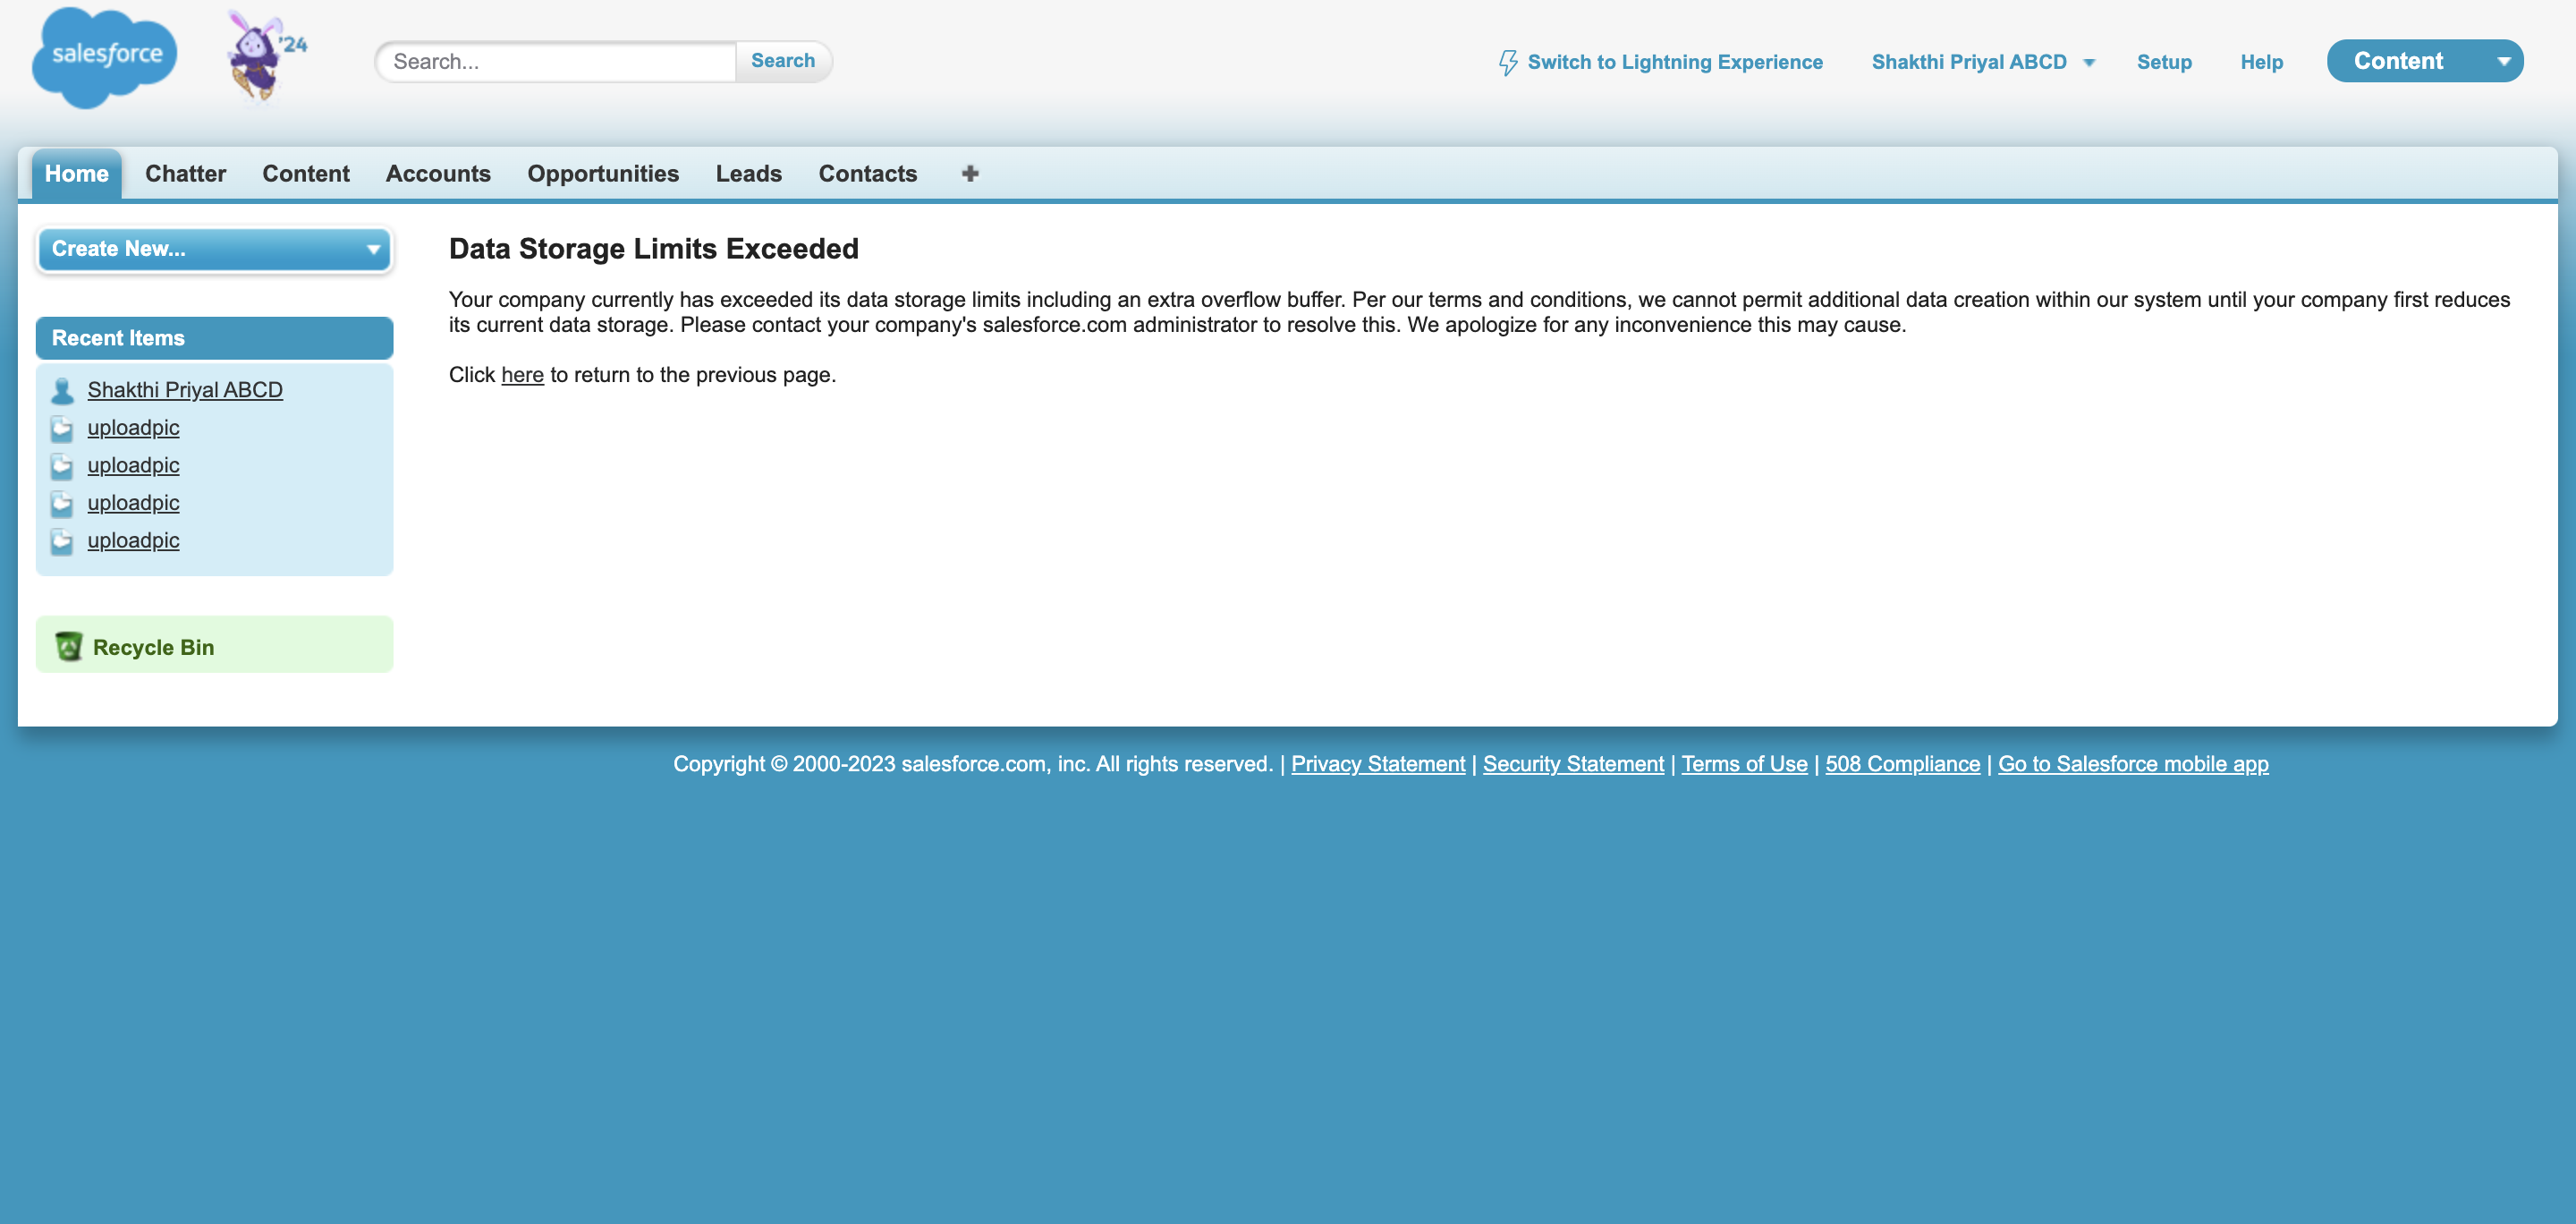 salesforce
'24
Search...
Search
Switch to Lightning Experience
Shakthi Priyal ABCD
Setup
Help
Content
Home
Chatter
Content
Accounts
Opportunities
Leads
Contacts
Create New...
Recent Items
Shakthi Priyal ABCD
uploadpic
uploadpic
uploadpic
uploadpic
Recycle Bin
Data Storage Limits Exceeded
Your company currently has exceeded its data storage limits including an extra overflow buffer. Per our terms and conditions, we cannot permit additional data creation within our system until your company first reduces
its current data storage. Please contact your company's salesforce.com administrator to resolve this. We apologize for any inconvenience this may cause.
Click here to return to the previous page.
Copyright © 2000-2023 salesforce.com, inc. All rights reserved. | Privacy Statement | Security Statement | Terms of Use | 508 Compliance | Go to Salesforce mobile app